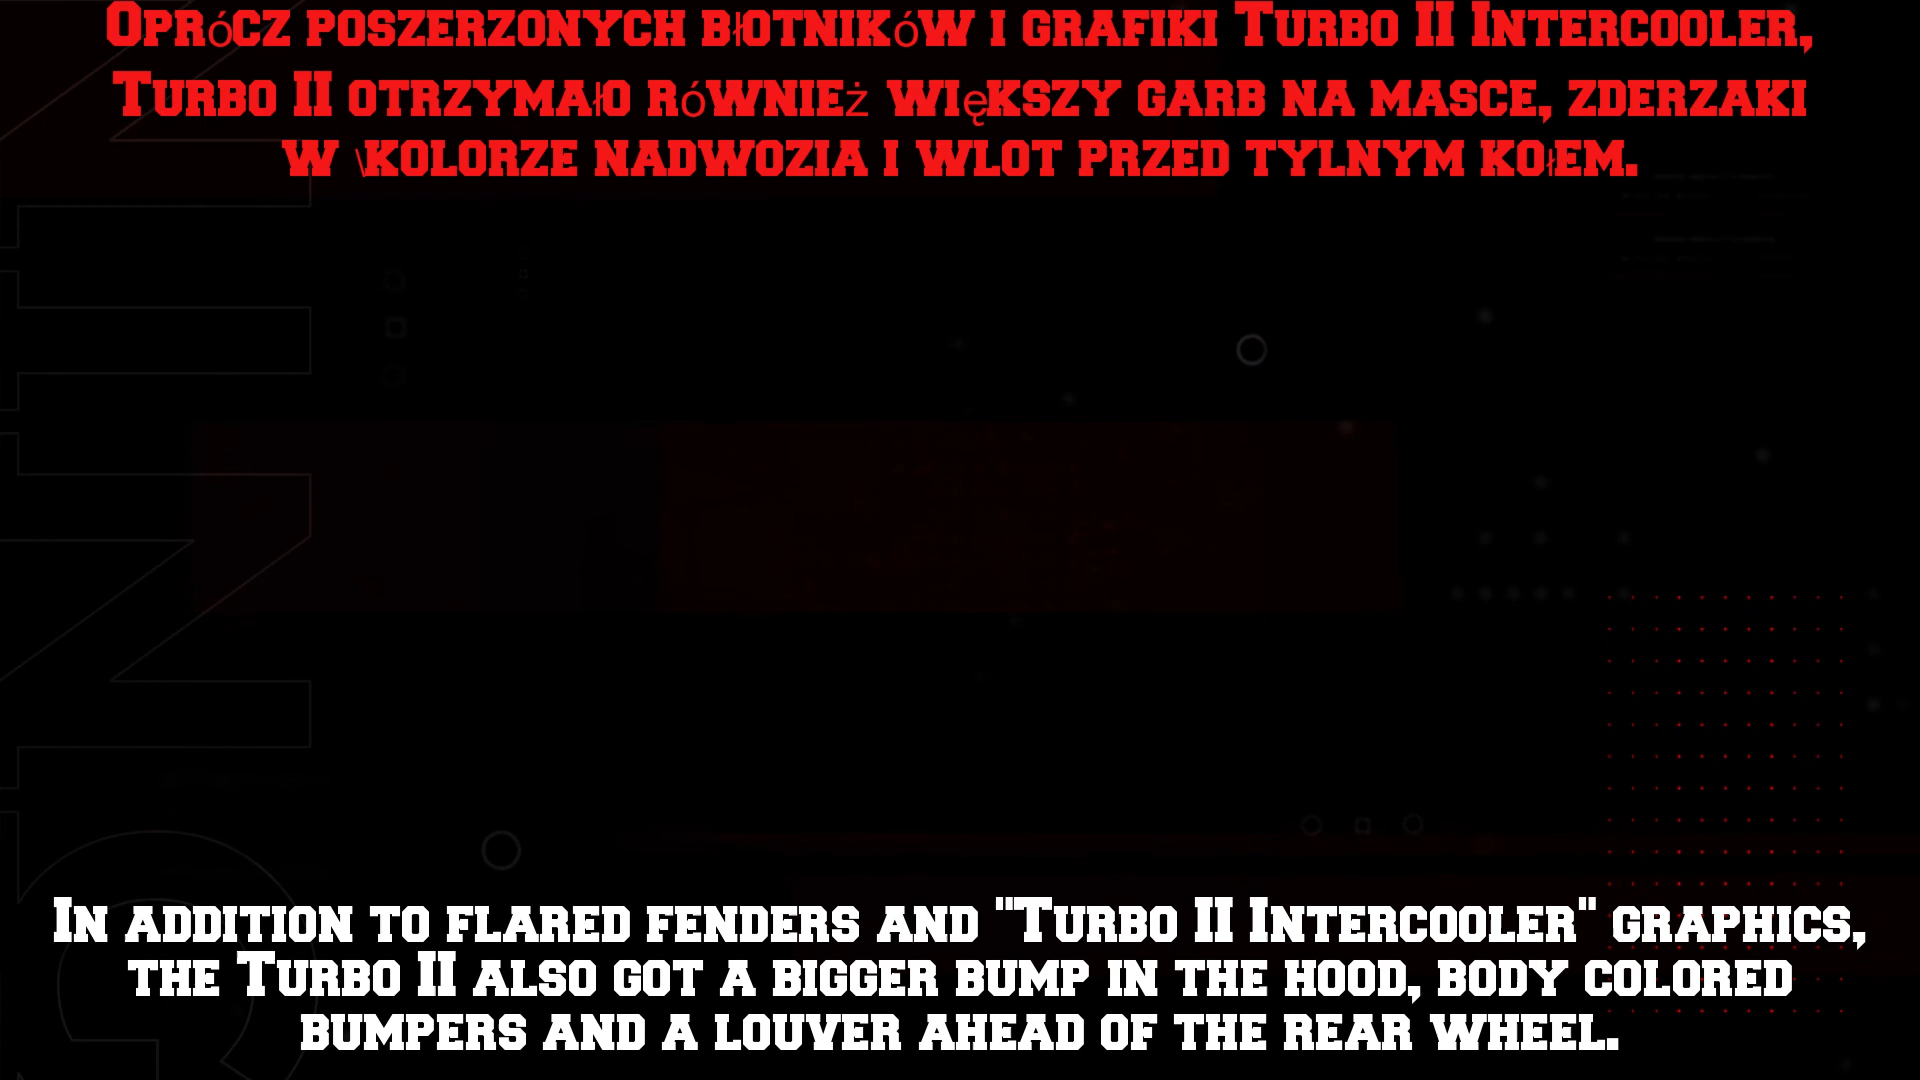 Oprócz poszerzonych błotników i grafiki Turbo II Intercooler,
Turbo II otrzymało również większy garb na masce, zderzaki
w \kolorze nadwozia i wlot przed tylnym kołem.
In addition to flared fenders and "Turbo II Intercooler" graphics,
the Turbo II also got a bigger bump in the hood, body colored
bumpers and a louver ahead of the rear wheel.